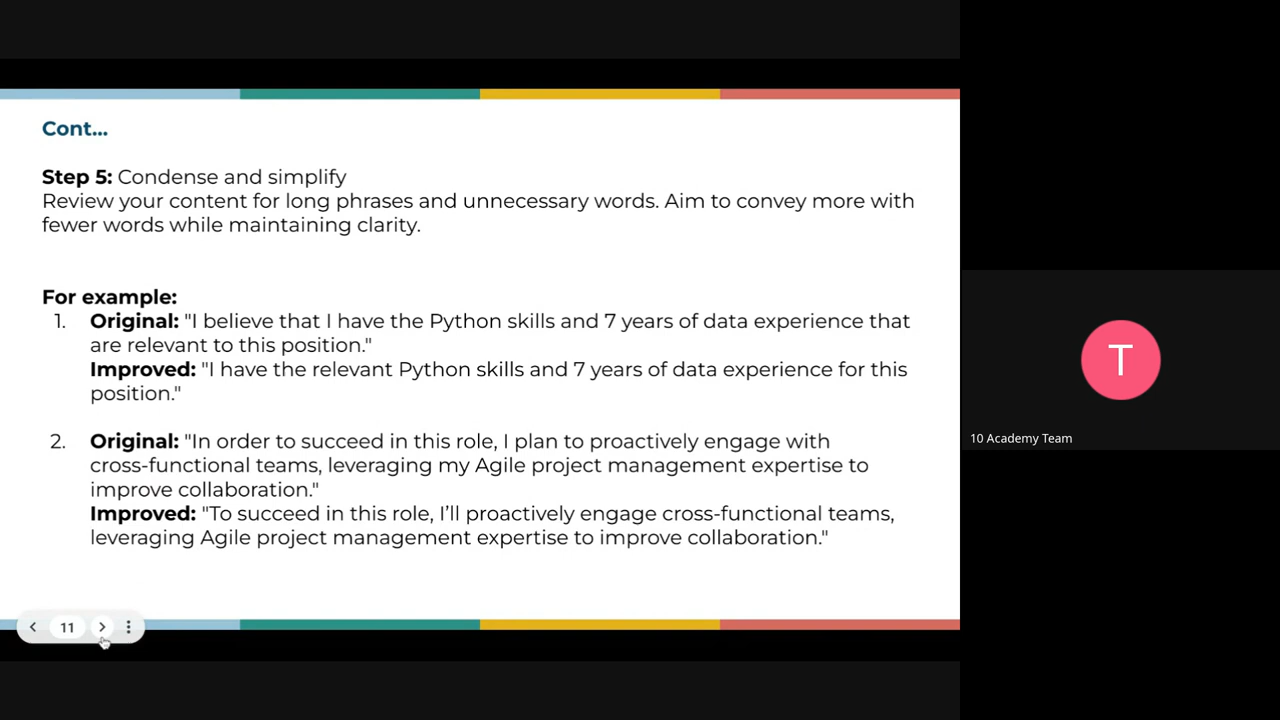 Cont...
Step 5: Condense and simplify
Review your content for long phrases and unnecessary words. Aim to convey more with
fewer words while maintaining clarity.
For example:
1. Original: "I believe that I have the Python skills and 7 years of data experience that
are relevant to this position."
Improved: "I have the relevant Python skills and 7 years of data experience for this
position."
2. Original: "In order to succeed in this role, I plan to proactively engage with
cross-functional teams, leveraging my Agile project management expertise to
improve collaboration."
Improved: "To succeed in this role, I’ll proactively engage cross-functional teams,
leveraging Agile project management expertise to improve collaboration."
11
T
10 Academy Team